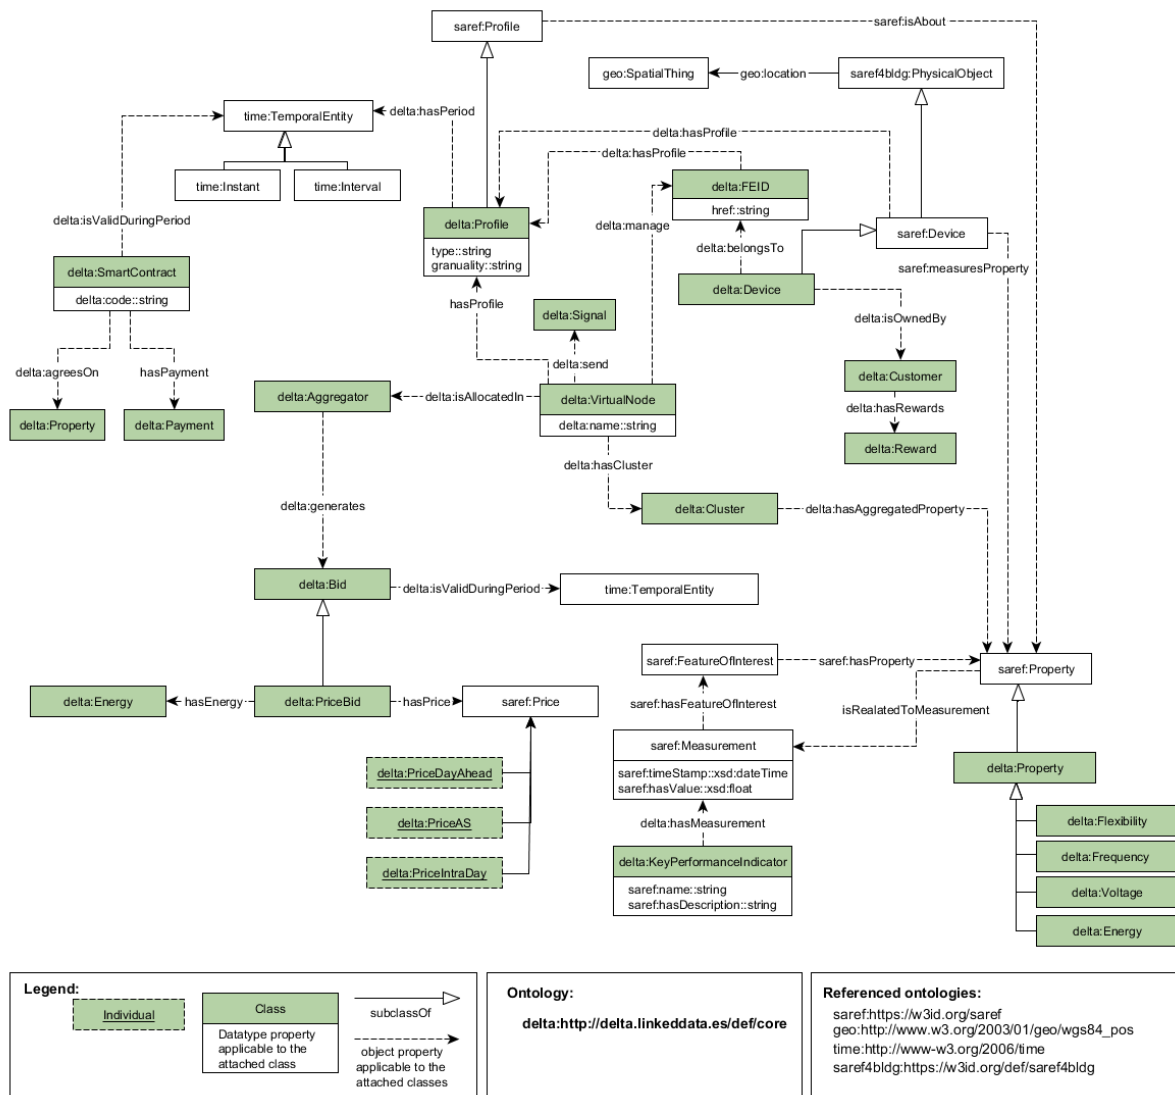 saref:Profile
saref:isAbout
geo:SpatialThing
geo:location
saref4bldg:PhysicalObject
time:TemporalEntity
delta:hasPeriod
delta:hasProfile
delta:hasProfile
time:Instant
time:Interval
delta:FEID
href::string
delta:isValidDuringPeriod
delta:Profile
type::string
granuality::string
delta:manage
saref:Device
delta:belongsTo
saref:measuresProperty
delta:SmartContract
delta:code::string
delta:Device
hasProfile
delta:Signal
delta:isOwnedBy
delta:agreesOn
hasPayment
delta:send
delta:Customer
delta:Aggregator
delta:isAllocatedIn
delta:VirtualNode
delta:name::string
delta:hasRewards
delta:Property
delta:Payment
delta:Reward
delta:hasCluster
delta:generates
delta:Cluster
delta:hasAggregatedProperty
delta:Bid
delta:isValidDuringPeriod
time:TemporalEntity
saref:FeatureOfInterest
saref:hasProperty
saref:Property
delta:Energy
hasEnergy
delta:PriceBid
hasPrice
saref:Price
saref:hasFeatureOfInterest
isRealatedToMeasurement
saref:Measurement
saref:timeStamp::xsd:dateTime
saref:hasValue::xsd:float
delta:PriceDayAhead
delta:Property
delta:PriceAS
delta:hasMeasurement
delta:Flexibility
delta:PriceIntraDay
delta:KeyPerformanceIndicator
saref:name::string
saref:hasDescription::string
delta:Frequency
delta:Voltage
delta:Energy
Legend:
Individual
Class
Datatype property
applicable to the
attached class
subclassOf
object property
applicable to the
attached classes
Ontology:
delta:http://delta.linkeddata.es/def/core
Referenced ontologies:
saref:https://w3id.org/saref
geo:http://www.w3.org/2003/01/geo/wgs84_pos
time:http://www-w3.org/2006/time
saref4bldg:https://w3id.org/def/saref4bldg